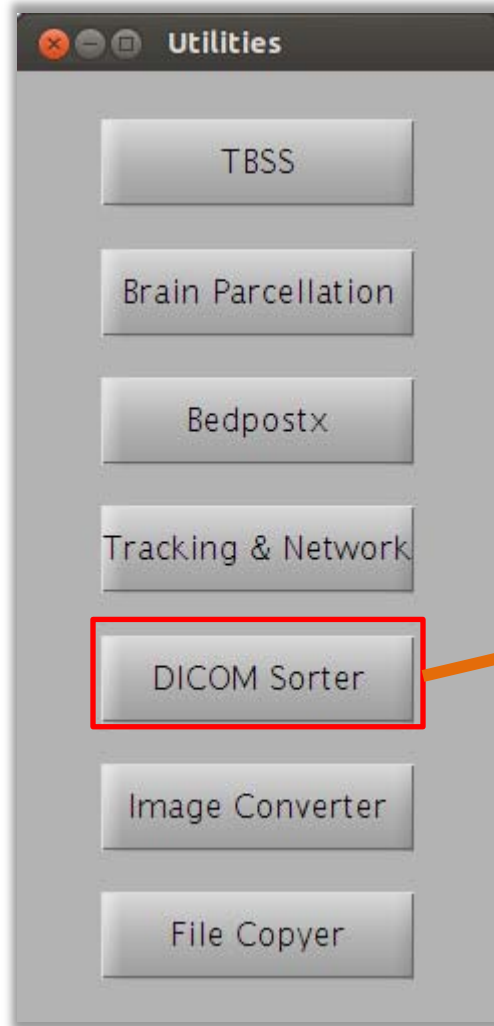 Utilities
TBSS
Brain Parcellation
Bedpostx
Tracking & Network
DICOM Sorter
Image Converter
File Copyer